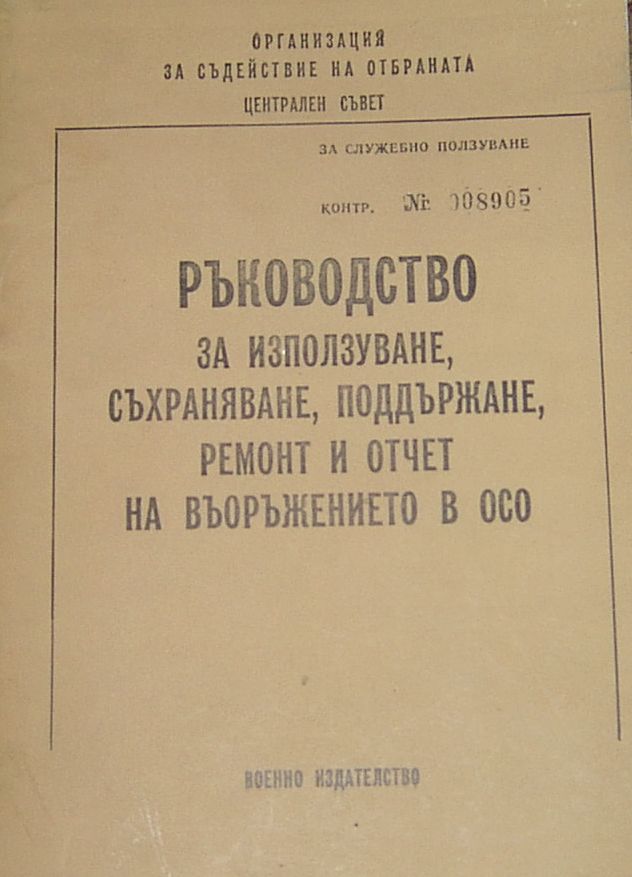 ОРГАНИЗАЦИЯ
ЗА СЪДЕЙСТВИЕ НА ОТБРАНАТА
ЦЕНТРАЛЕН СЪВЕТ
ЗА СЛУЖЕБНО ПОЛЗУВАНЕ
КОНТР. № 008905
РЪКОВОДСТВО
ЗА ИЗПОЛЗУВАНЕ,
СЪХРАНЯВАНЕ, ПОДДЪРЖАНЕ,
РЕМОНТ И ОТЧЕТ
НА ВЪОРЪЖЕНИЕТО В ОСО
ВОЕННО ИЗДАТЕЛСТВО